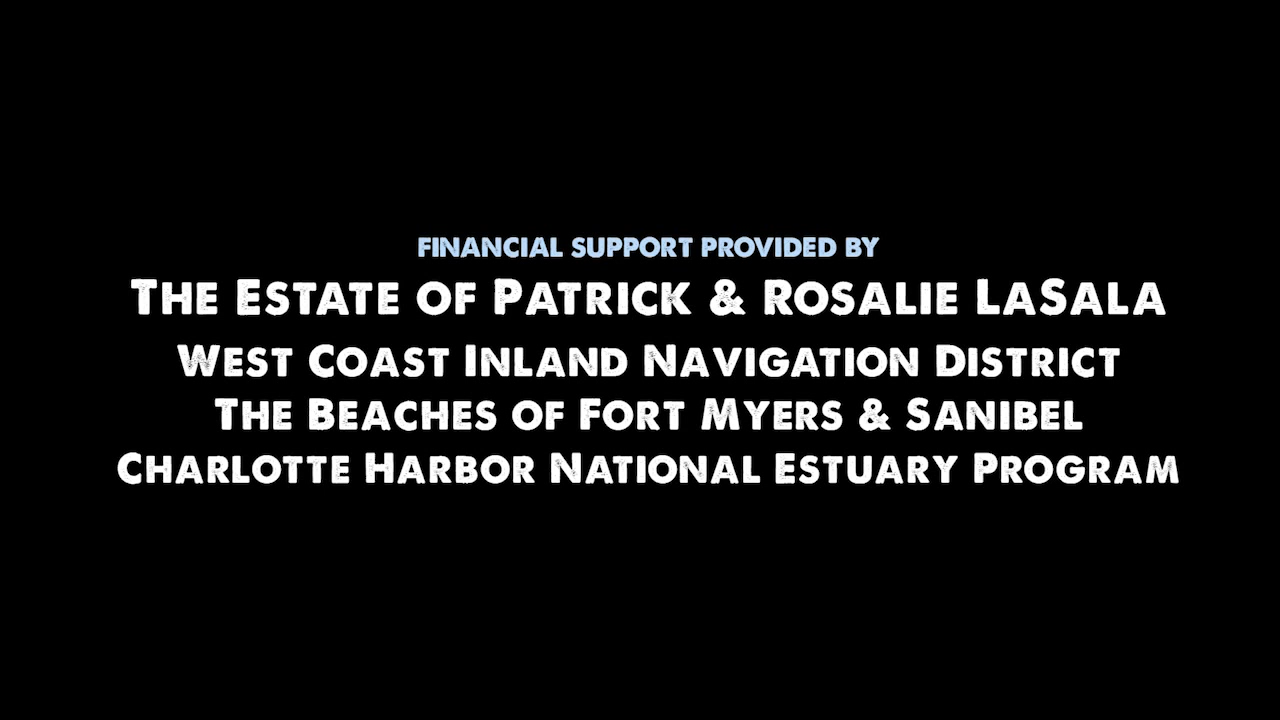 FINANCIAL SUPPORT PROVIDED BY
THE ESTATE OF PATRICK & ROSALIE LASALA
WEST COAST INLAND NAVIGATION DISTRICT
THE BEACHES OF FORT MYERS & SANIBEL
CHARLOTTE HARBOR NATIONAL ESTUARY PROGRAM